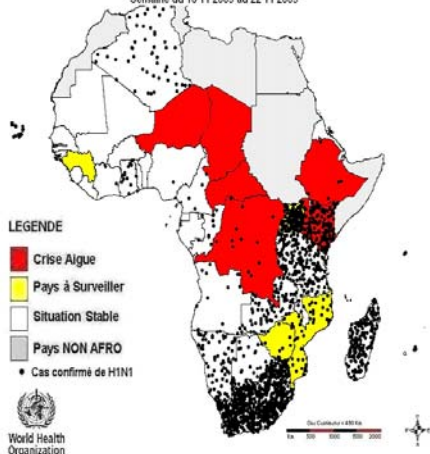 LEGENDE
Crise Aigue
Pays à Surveiller
Situation Stable
Pays NON AFRO
Cas confirmé de H1N1
World Health
Organization